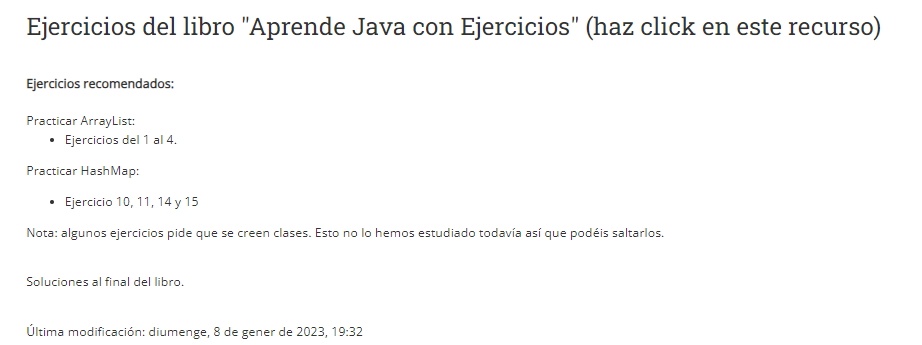 Ejercicios del libro "Aprende Java con Ejercicios" (haz click en este recurso)
Ejercicios recomendados:
Practicar ArrayList:
• Ejercicios del 1 al 4.
Practicar HashMap:
• Ejercicio 10, 11, 14 y 15
Nota: algunos ejercicios pide que se creen clases. Esto no lo hemos estudiado todavía así que podéis saltarlos.
Soluciones al final del libro.
Última modificación: diumenge, 8 de gener de 2023, 19:32